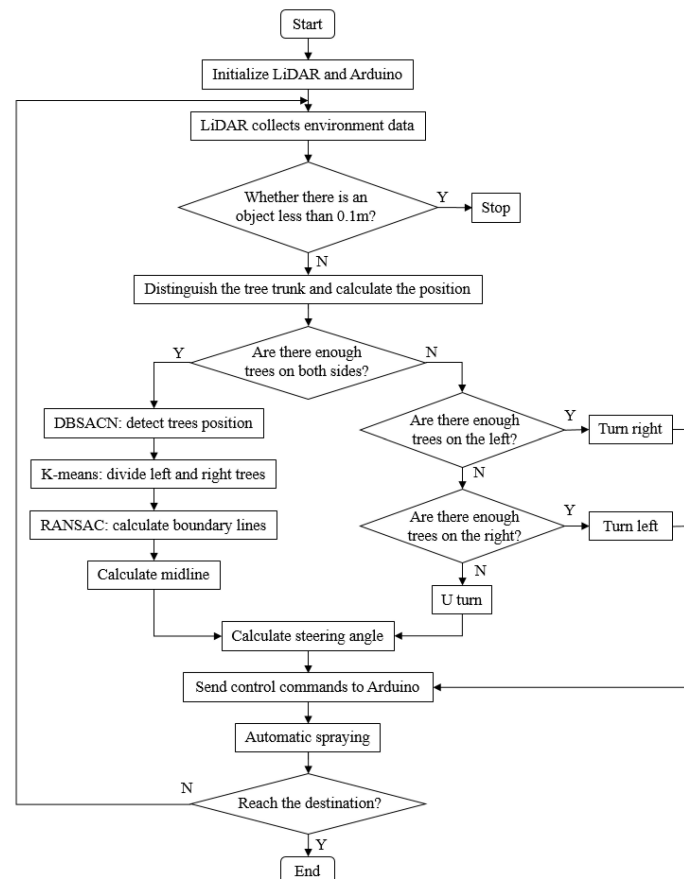 Start
Initialize LiDAR and Arduino
LiDAR collects environment data
Whether there is an
object less than 0.1m?
Y
Stop
N
Distinguish the tree trunk and calculate the position
Are there enough
trees on both sides?
Y
N
DBSACN: detect trees position
K-means: divide left and right trees
RANSAC: calculate boundary lines
Calculate midline
Are there enough
trees on the left?
Y
Turn right
N
Are there enough
trees on the right?
Y
Turn left
N
U turn
Calculate steering angle
Send control commands to Arduino
Automatic spraying
N
Reach the destination?
Y
End